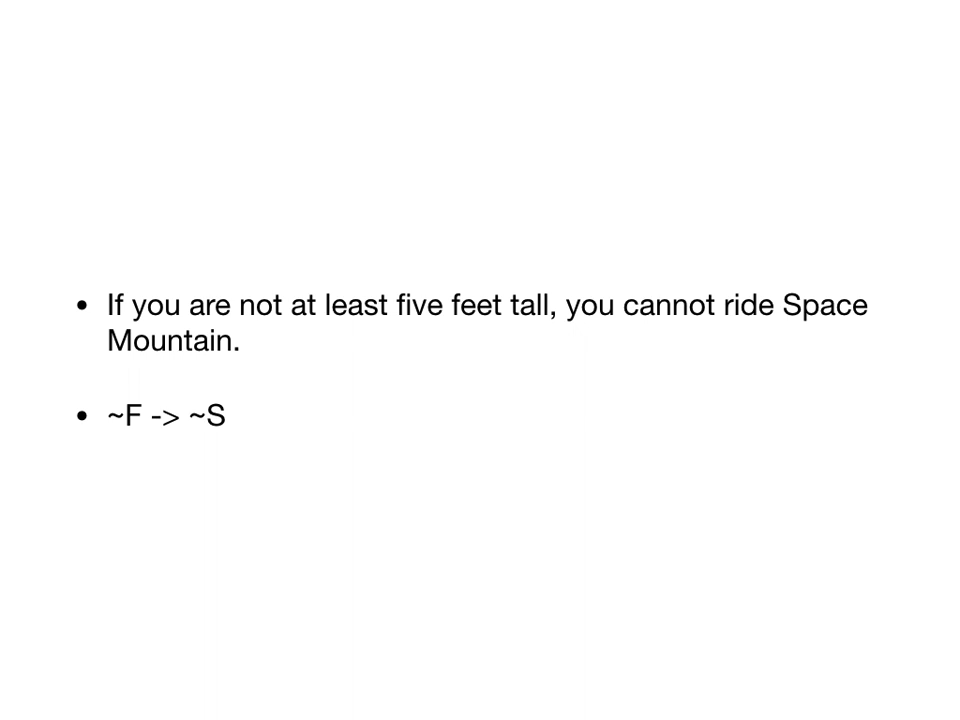 • If you are not at least five feet tall, you cannot ride Space
Mountain.
• ~F -> ~S